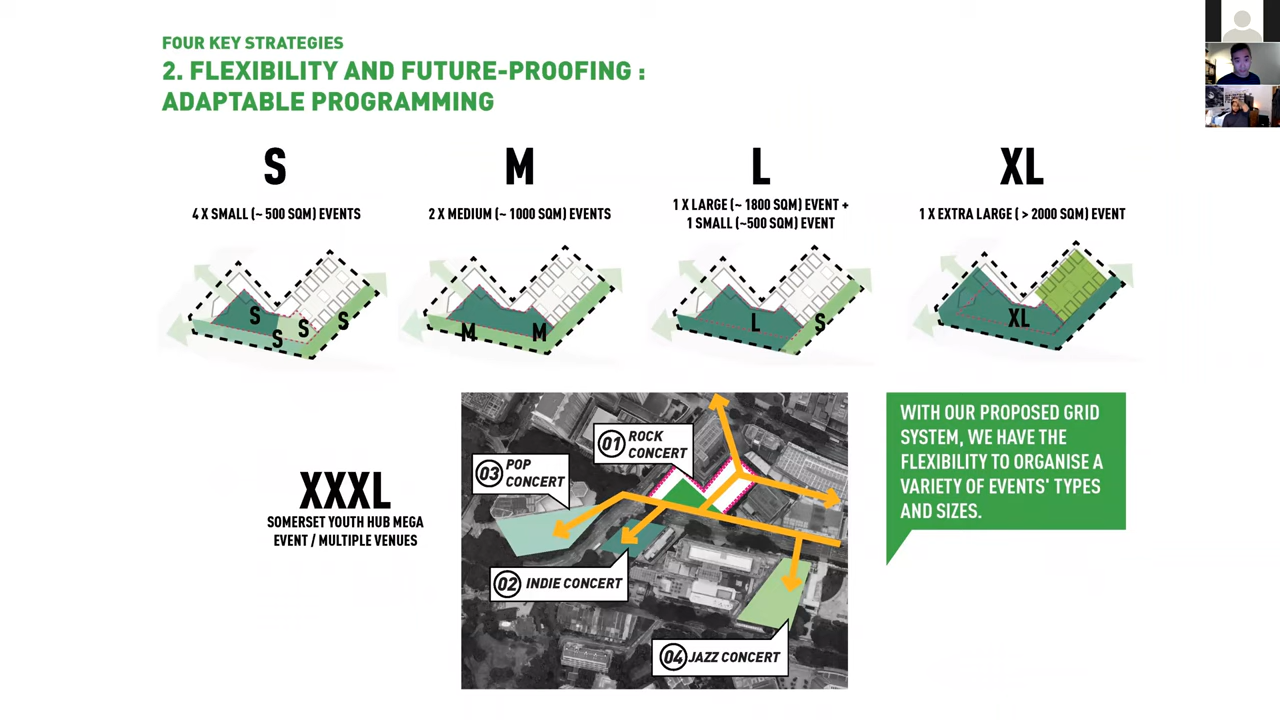 FOUR KEY STRATEGIES
2. FLEXIBILITY AND FUTURE-PROOFING :
ADAPTABLE PROGRAMMING
S
4 X SMALL (~ 500 SQM) EVENTS
S
S
S
S
M
2 X MEDIUM (~ 1000 SQM) EVENTS
M
M
L
1 X LARGE (~ 1800 SQM) EVENT +
1 SMALL (~500 SQM) EVENT
L
S
XL
1 X EXTRA LARGE ( > 2000 SQM) EVENT
XL
XXXL
SOMERSET YOUTH HUB MEGA
EVENT / MULTIPLE VENUES
01 ROCK
CONCERT
03 POP
CONCERT
02 INDIE CONCERT
04 JAZZ CONCERT
WITH OUR PROPOSED GRID
SYSTEM, WE HAVE THE
FLEXIBILITY TO ORGANISE A
VARIETY OF EVENTS' TYPES
AND SIZES.